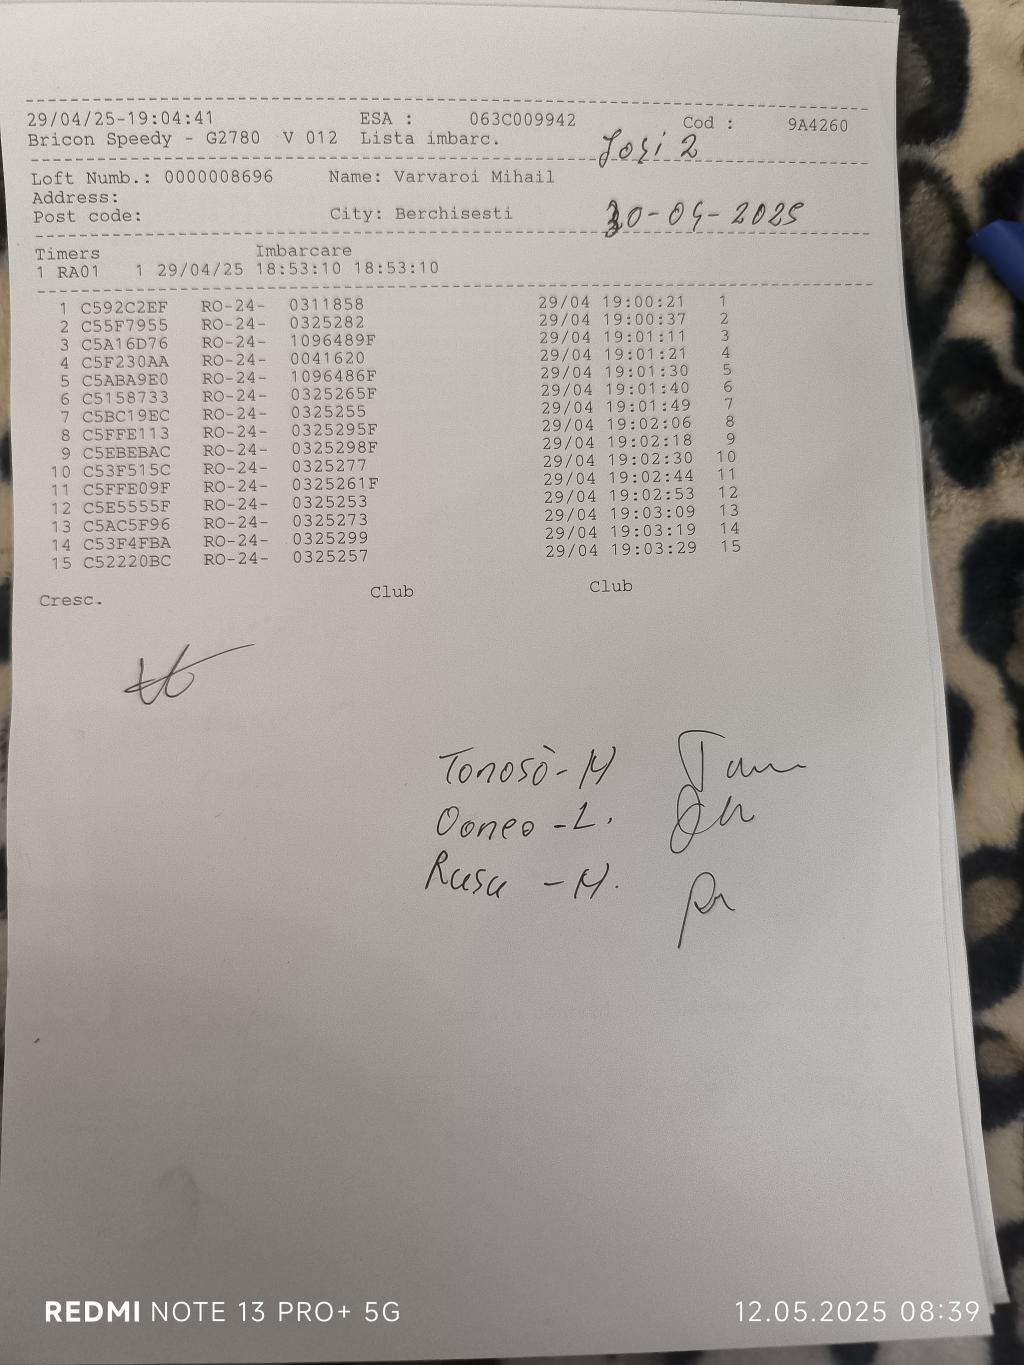 29/04/25-19:04:41 ESA : 063C009942 Cod : 9A4260
Bricon Speedy - G2780 V 012 Lista imbarc.
2
Loft Numb.: 0000008696 Name: Varvaroi Mihail
Address:
Post code: City: Berchisesti
30-04-2025
Timers Imbarcare
1 RA01 1 29/04/25 18:53:10 18:53:10
1 C592C2EF RO-24- 0311858 29/04 19:00:21 1
2 C55F7955 RO-24- 0325282 29/04 19:00:37 2
3 C5A16D76 RO-24- 1096489F 29/04 19:01:11 3
4 C5F230AA RO-24- 0041620 29/04 19:01:21 4
5 C5ABA9E0 RO-24- 1096486F 29/04 19:01:30 5
6 C5158733 RO-24- 0325265F 29/04 19:01:40 6
7 C5BC19EC RO-24- 0325255 29/04 19:01:49 7
8 C5FFE113 RO-24- 0325295F 29/04 19:02:06 8
9 C5EBEBAC RO-24- 0325298F 29/04 19:02:18 9
10 C53F515C RO-24- 0325277 29/04 19:02:30 10
11 C5FFE09F RO-24- 0325261F 29/04 19:02:44 11
12 C5E5555F RO-24- 0325253 29/04 19:02:53 12
13 C5AC5F96 RO-24- 0325273 29/04 19:03:09 13
14 C53F4FBA RO-24- 0325299 29/04 19:03:19 14
15 C52220BC RO-24- 0325257 29/04 19:03:29 15
Cresc. Club Club
M
L.
Rusu - M.
REDMI NOTE 13 PRO+ 5G 12.05.2025 08:39